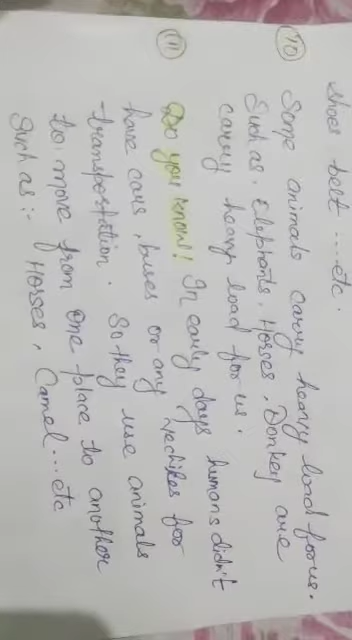 shoes belt ... etc.
(10) Some animals carry heavy load for us.
Such as, Elephants, Horses, Donkey are
carry heavy load for us.
(11) Do you know! In early days humans didn't
have cars, buses or any vechiles for
transportation. So they use animals
to move from one place to another
Such as :- Horses, Camel ... etc